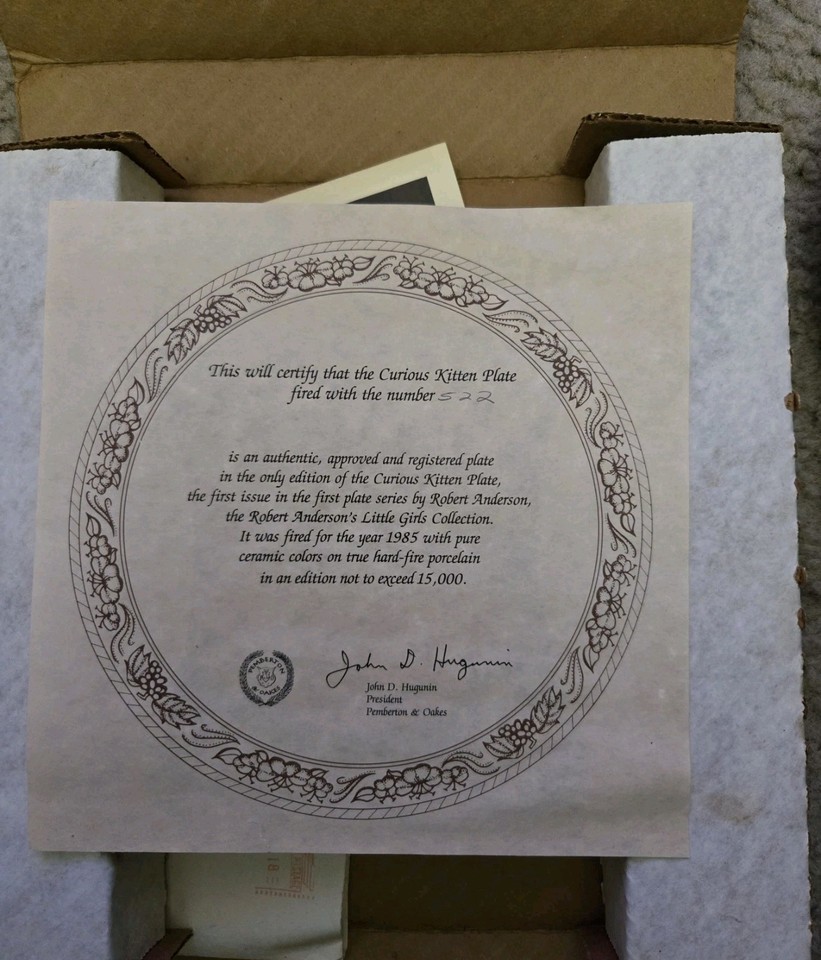 This will certify that the Curious Kitten Plate
fired with the number 522
is an authentic, approved and registered plate
in the only edition of the Curious Kitten Plate,
the first issue in the first plate series by Robert Anderson,
the Robert Anderson's Little Girls Collection.
It was fired for the year 1985 with pure
ceramic colors on true hard-fire porcelain
in an edition not to exceed 15,000.
PEMBERTON
& OAKES
John D. Hugunin
John D. Hugunin
President
Pemberton & Oakes